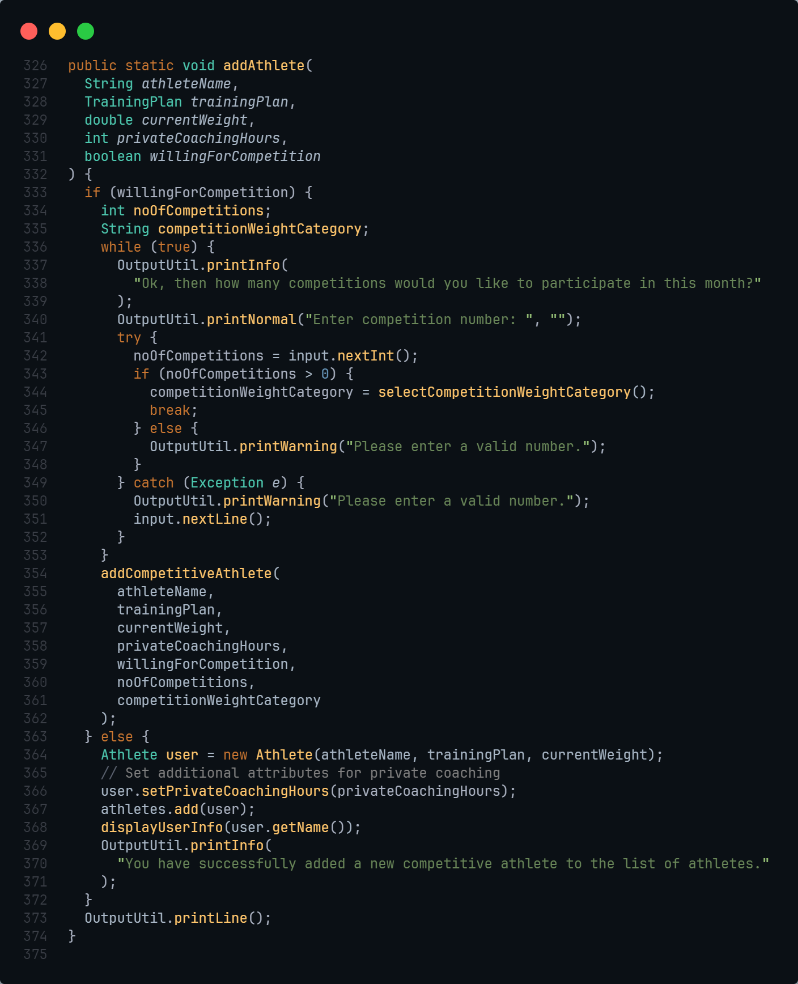 326 public static void addAthlete(
327   String athleteName,
328   TrainingPlan trainingPlan,
329   double currentWeight,
330   int privateCoachingHours,
331   boolean willingForCompetition
332 ) {
333   if (willingForCompetition) {
334     int noOfCompetitions;
335     String competitionWeightCategory;
336     while (true) {
337       OutputUtil.printInfo(
338         "Ok, then how many competitions would you like to participate in this month?"
339       );
340       OutputUtil.printNormal("Enter competition number: ", "");
341       try {
342         noOfCompetitions = input.nextInt();
343         if (noOfCompetitions > 0) {
344           competitionWeightCategory = selectCompetitionWeightCategory();
345           break;
346         } else {
347           OutputUtil.printWarning("Please enter a valid number.");
348         }
349       } catch (Exception e) {
350         OutputUtil.printWarning("Please enter a valid number.");
351         input.nextLine();
352       }
353     }
354     addCompetitiveAthlete(
355       athleteName,
356       trainingPlan,
357       currentWeight,
358       privateCoachingHours,
359       willingForCompetition,
360       noOfCompetitions,
361       competitionWeightCategory
362     );
363   } else {
364     Athlete user = new Athlete(athleteName, trainingPlan, currentWeight);
365     // Set additional attributes for private coaching
366     user.setPrivateCoachingHours(privateCoachingHours);
367     athletes.add(user);
368     displayUserInfo(user.getName());
369     OutputUtil.printInfo(
370       "You have successfully added a new competitive athlete to the list of athletes."
371     );
372   }
373   OutputUtil.printLine();
374 }
375